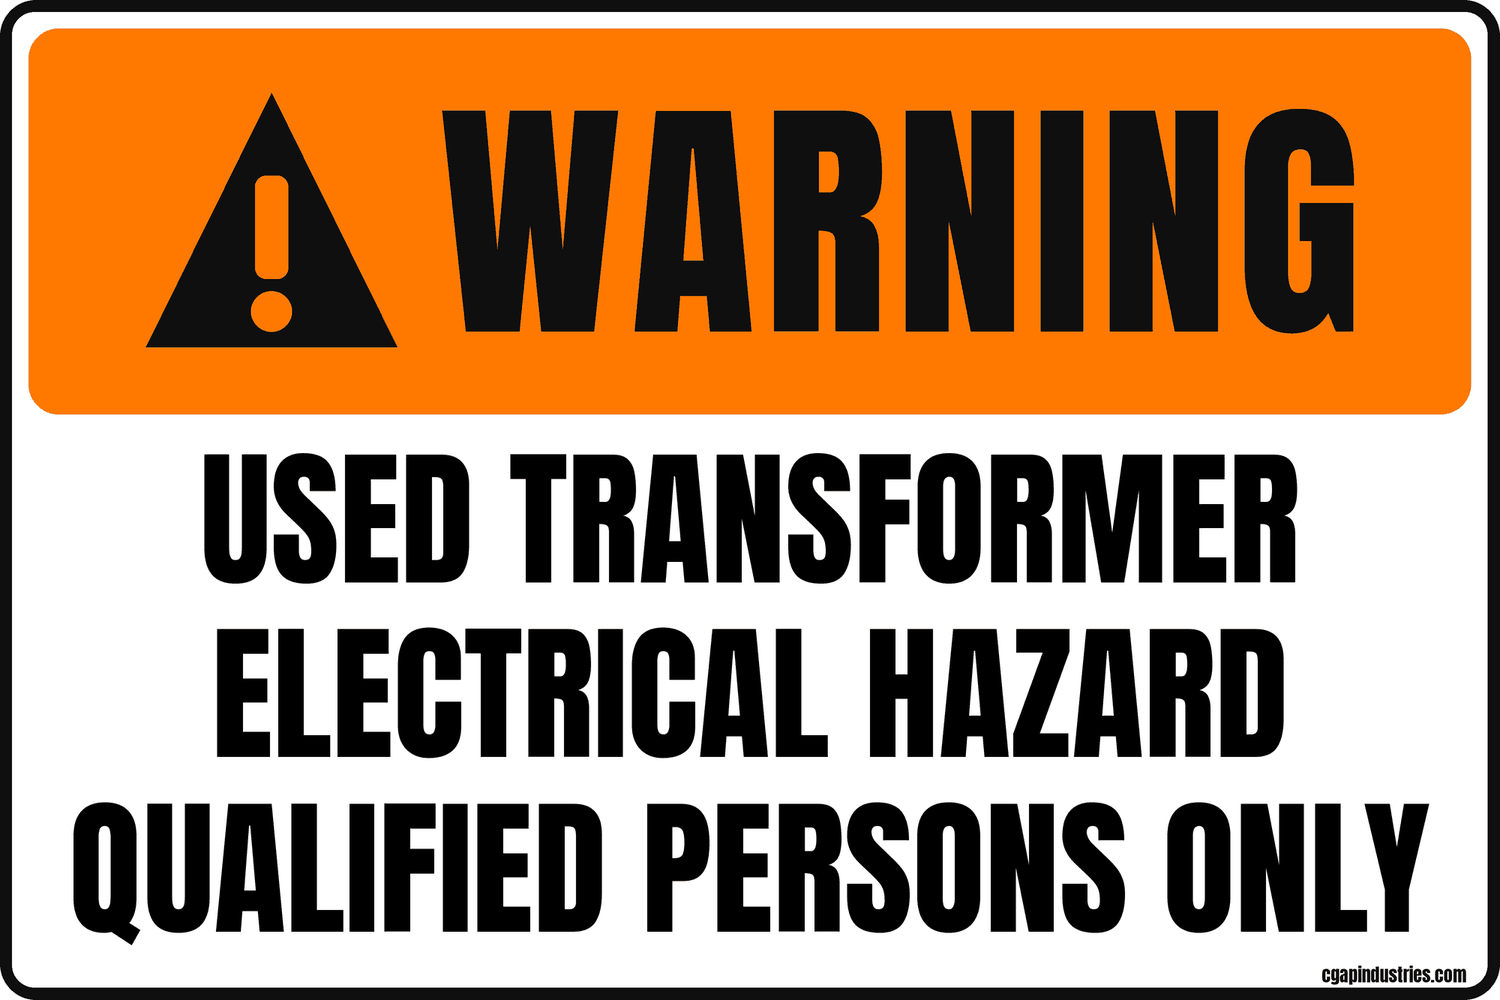 WARNING
USED TRANSFORMER
ELECTRICAL HAZARD
QUALIFIED PERSONS ONLY
cgapindustries.com